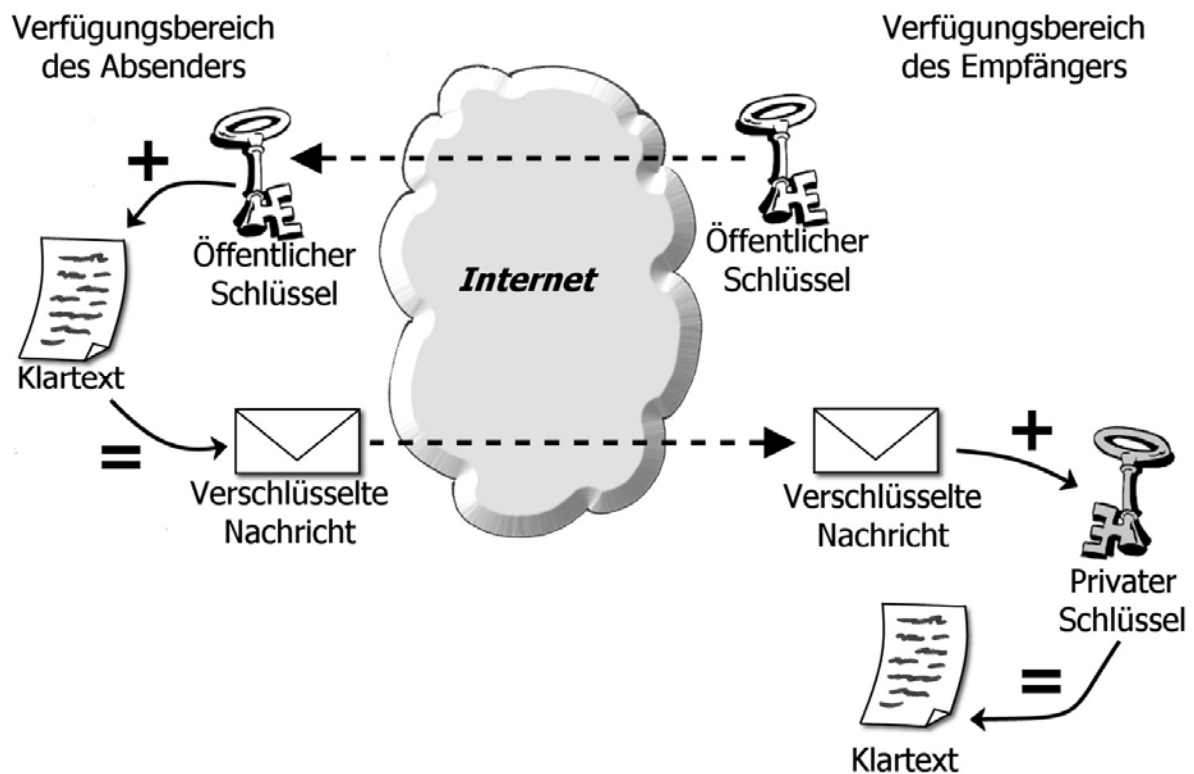 Verfügungsbereich
des Absenders
Verfügungsbereich
des Empfängers
+
Öffentlicher
Schlüssel
Internet
Öffentlicher
Schlüssel
Klartext
=
Verschlüsselte
Nachricht
Verschlüsselte
Nachricht
+
Privater
Schlüssel
=
Klartext